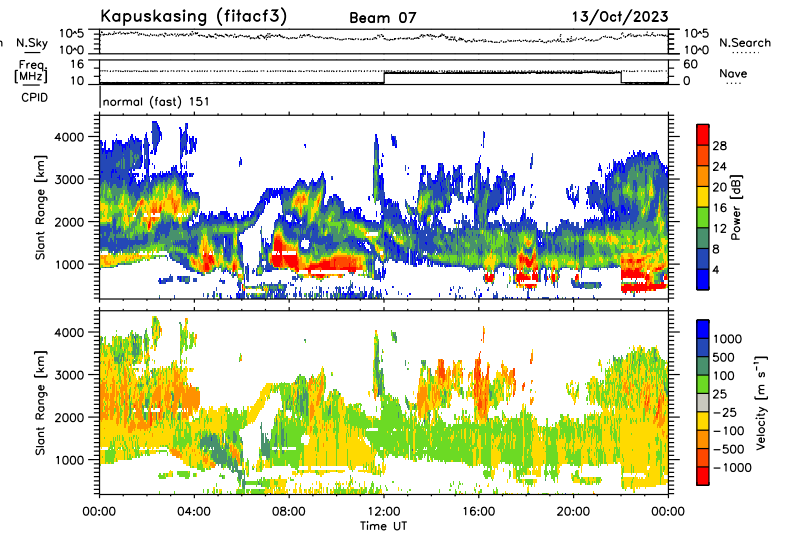 Kapuskasing (fitacf3) Beam 07 13/Oct/2023
N.Sky 10^5 10^0 10^5 10^0 N.Search
Freq. [MHz] 16 10 60 0 Nave
CPID normal (fast) 151
Slant Range [km] 4000 3000 2000 1000
28 24 20 16 12 8 4 Power [dB]
Slant Range [km] 4000 3000 2000 1000
1000 500 100 25 -25 -100 -500 -1000 Velocity [m s⁻¹]
00:00 04:00 08:00 12:00 16:00 20:00 00:00
Time UT